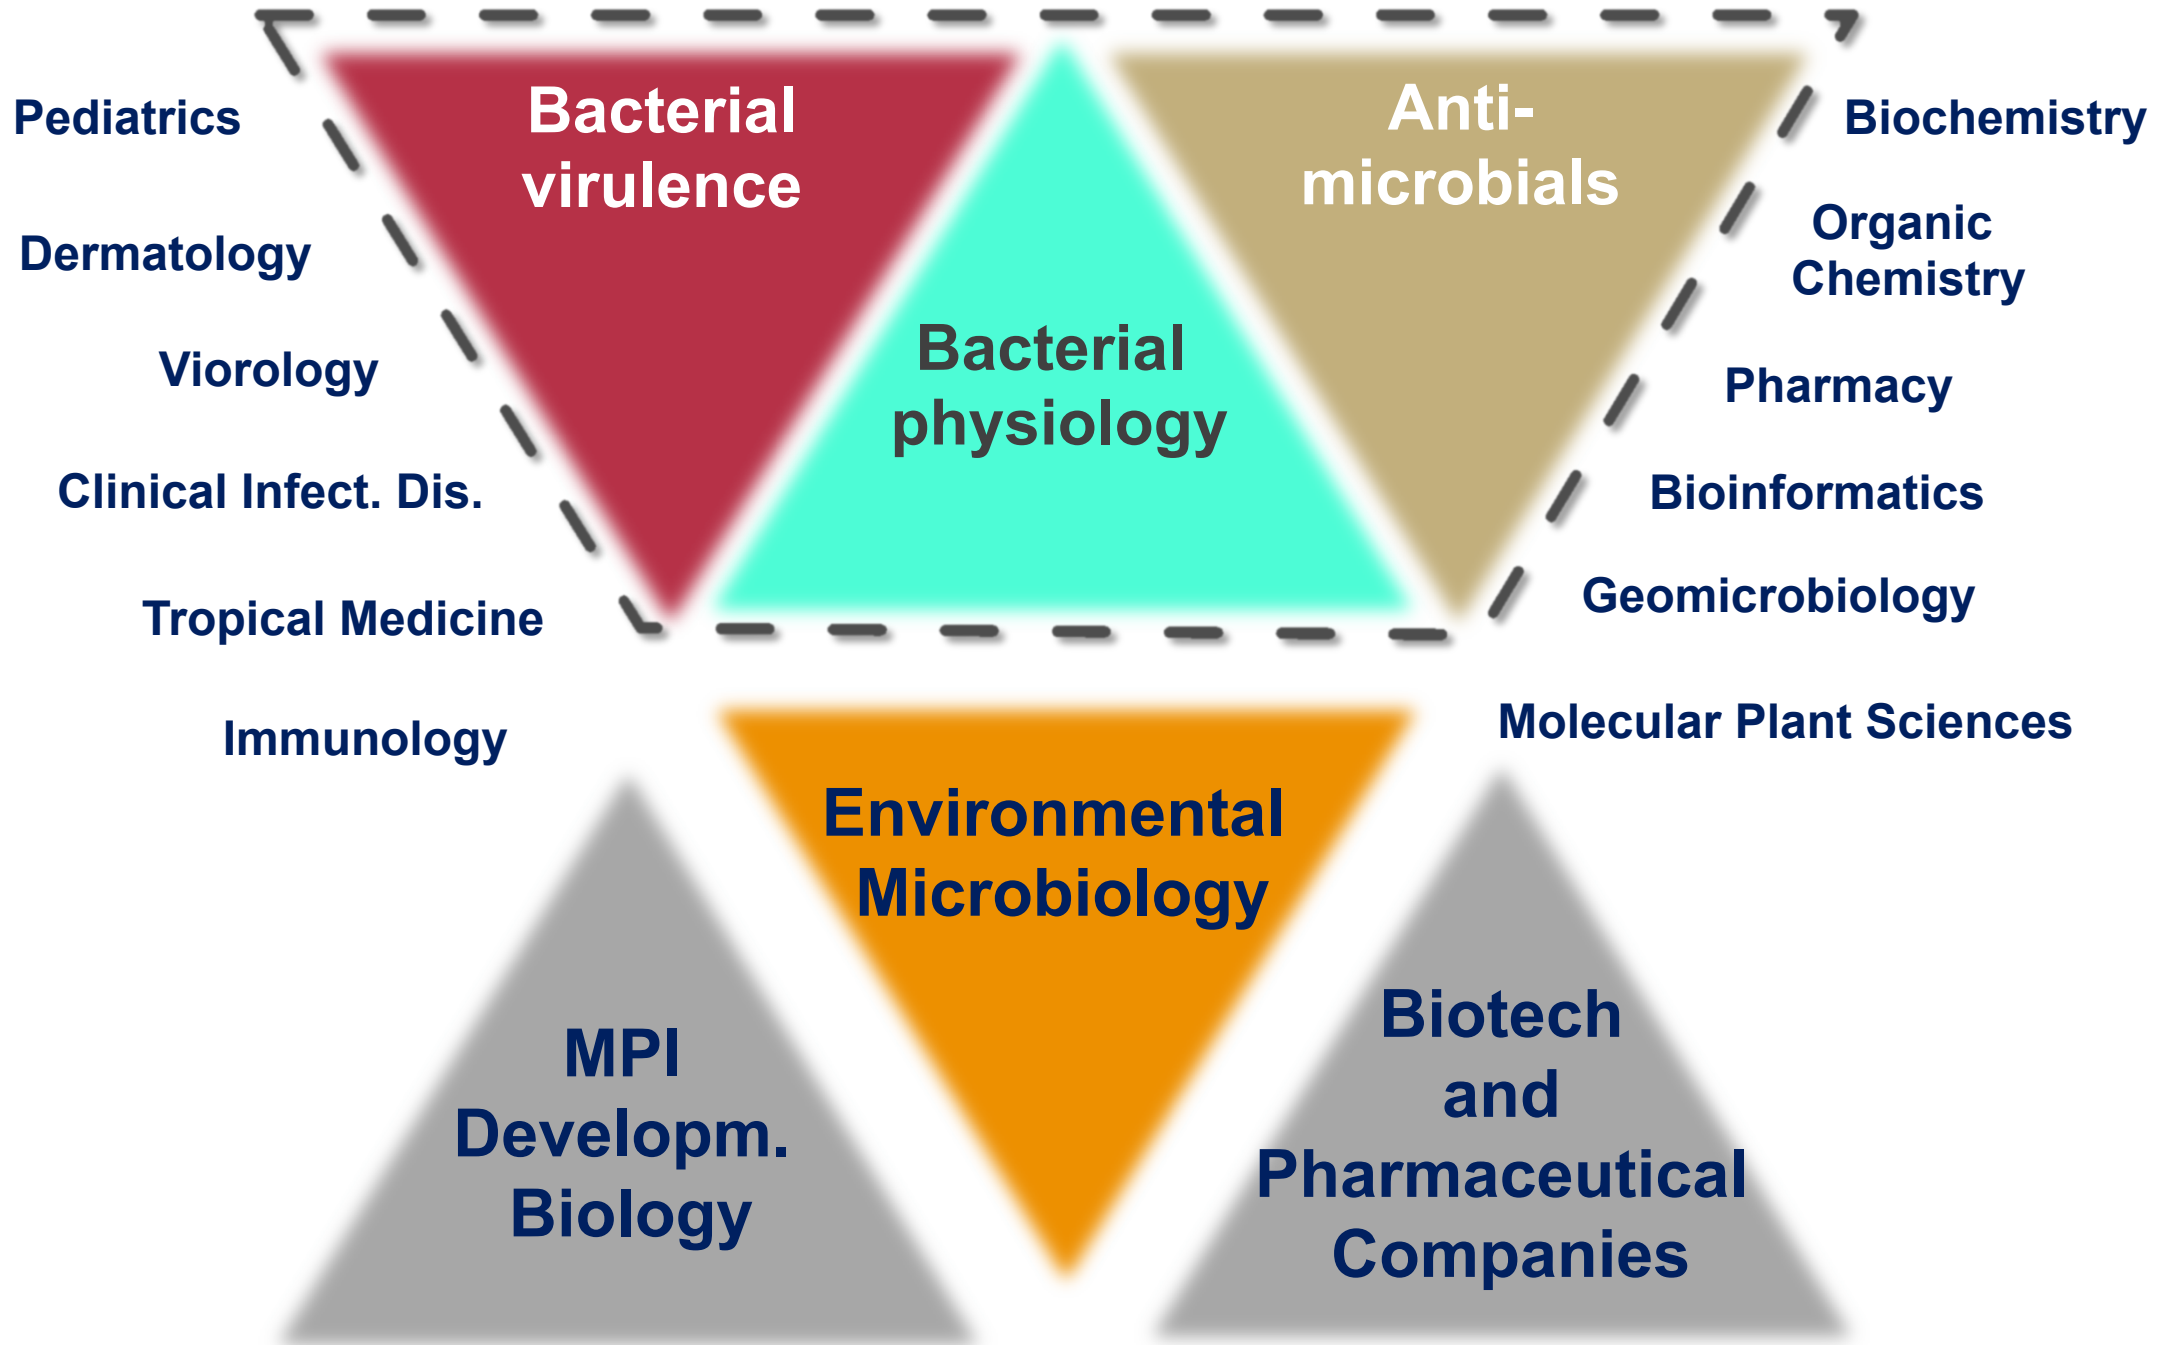 Pediatrics
Dermatology
Viorology
Clinical Infect. Dis.
Tropical Medicine
Immunology
Bacterial
virulence
Bacterial
physiology
Anti-
microbials
Biochemistry
Organic
Chemistry
Pharmacy
Bioinformatics
Geomicrobiology
Molecular Plant Sciences
Environmental
Microbiology
MPI
Developm.
Biology
Biotech
and
Pharmaceutical
Companies